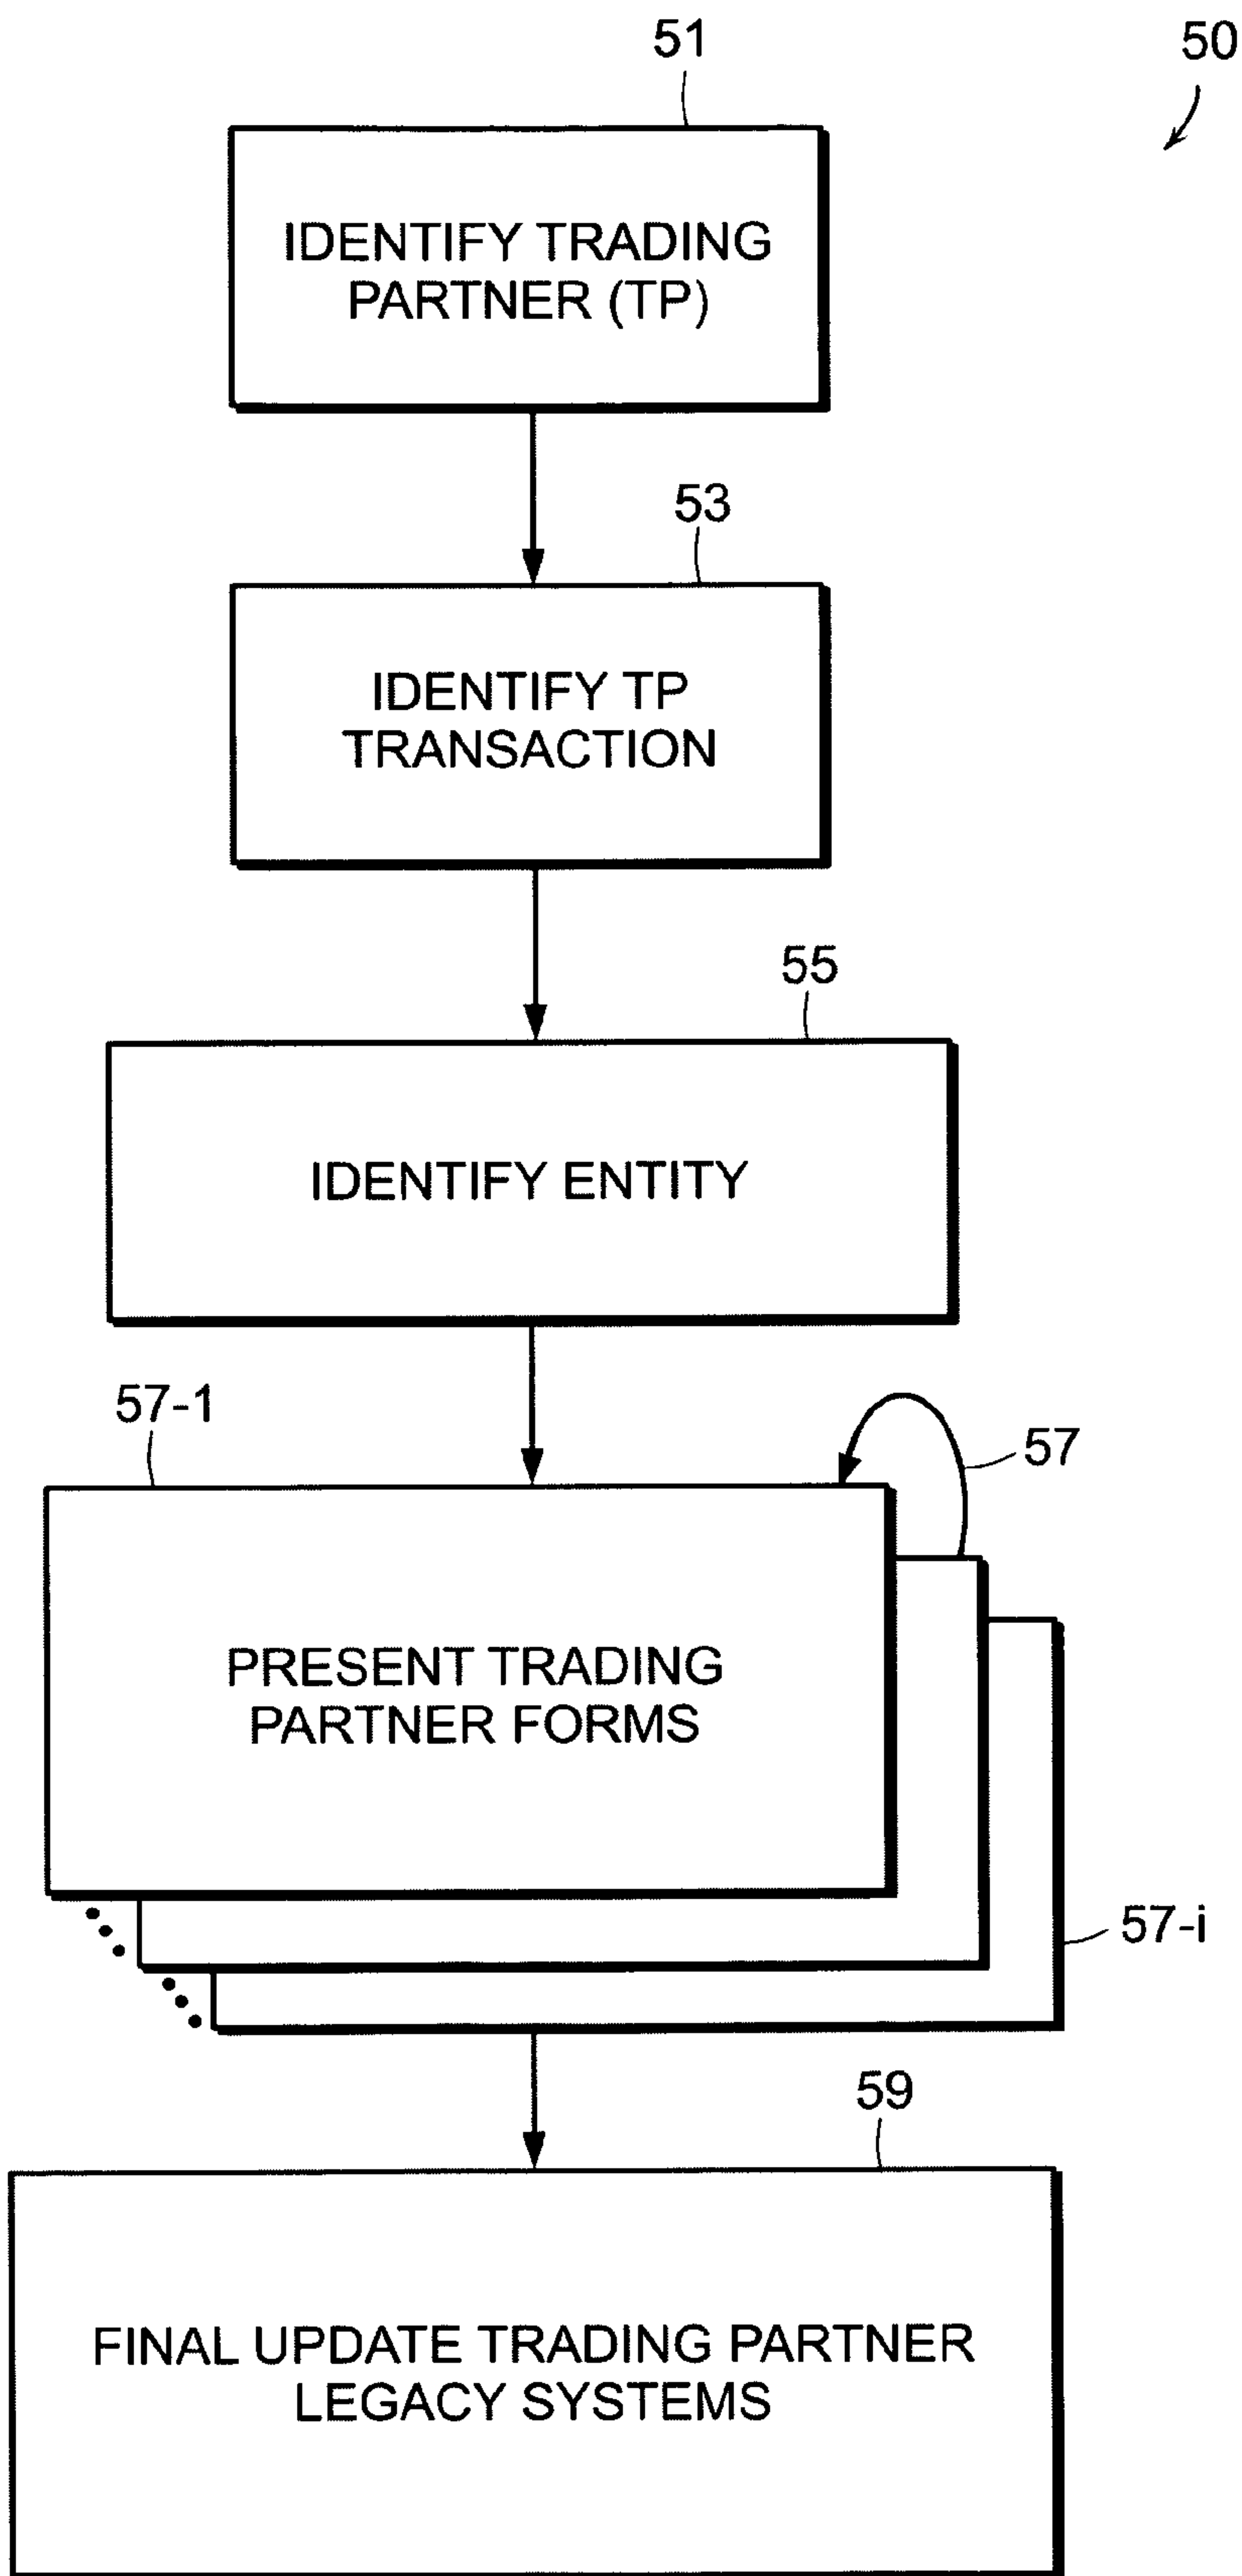 51
50
IDENTIFY TRADING
PARTNER (TP)
53
IDENTIFY TP
TRANSACTION
55
IDENTIFY ENTITY
57-1
57
PRESENT TRADING
PARTNER FORMS
57-i
59
FINAL UPDATE TRADING PARTNER
LEGACY SYSTEMS